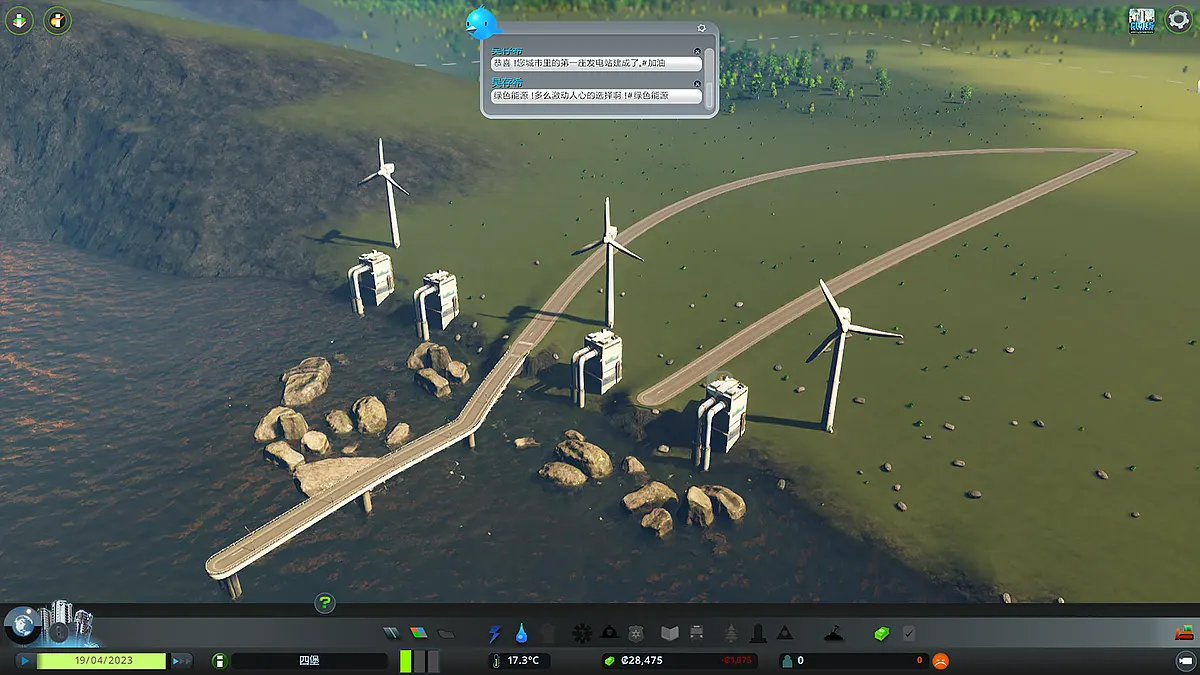 恭喜!您城市里的第一座发电站建成了,#加油
绿色能源!多么激动人心的选择啊!#绿色能源
?
19/04/2023
四堡
17.3°C
₡28,475
-₡1,875
0
0